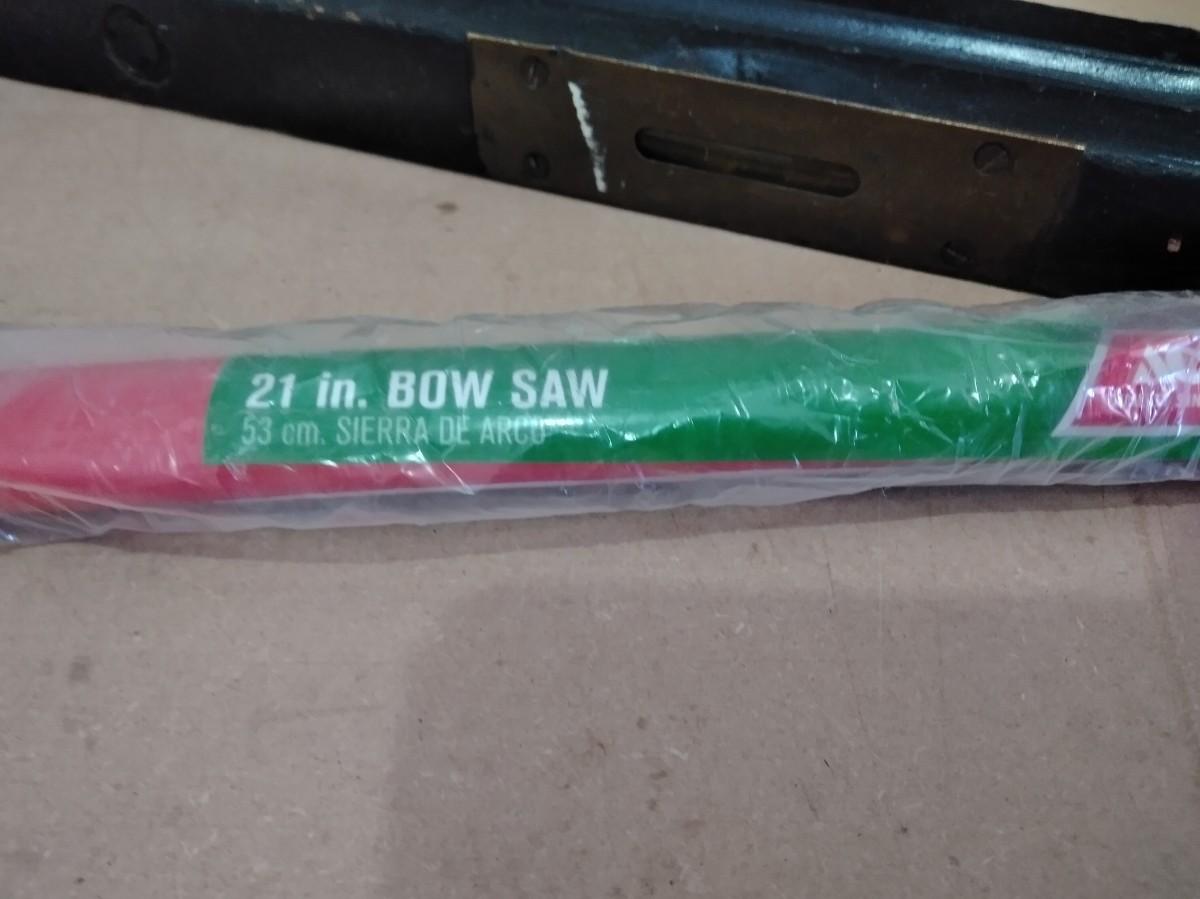 21 in. BOW SAW
53 cm. SIERRA DE ARCO